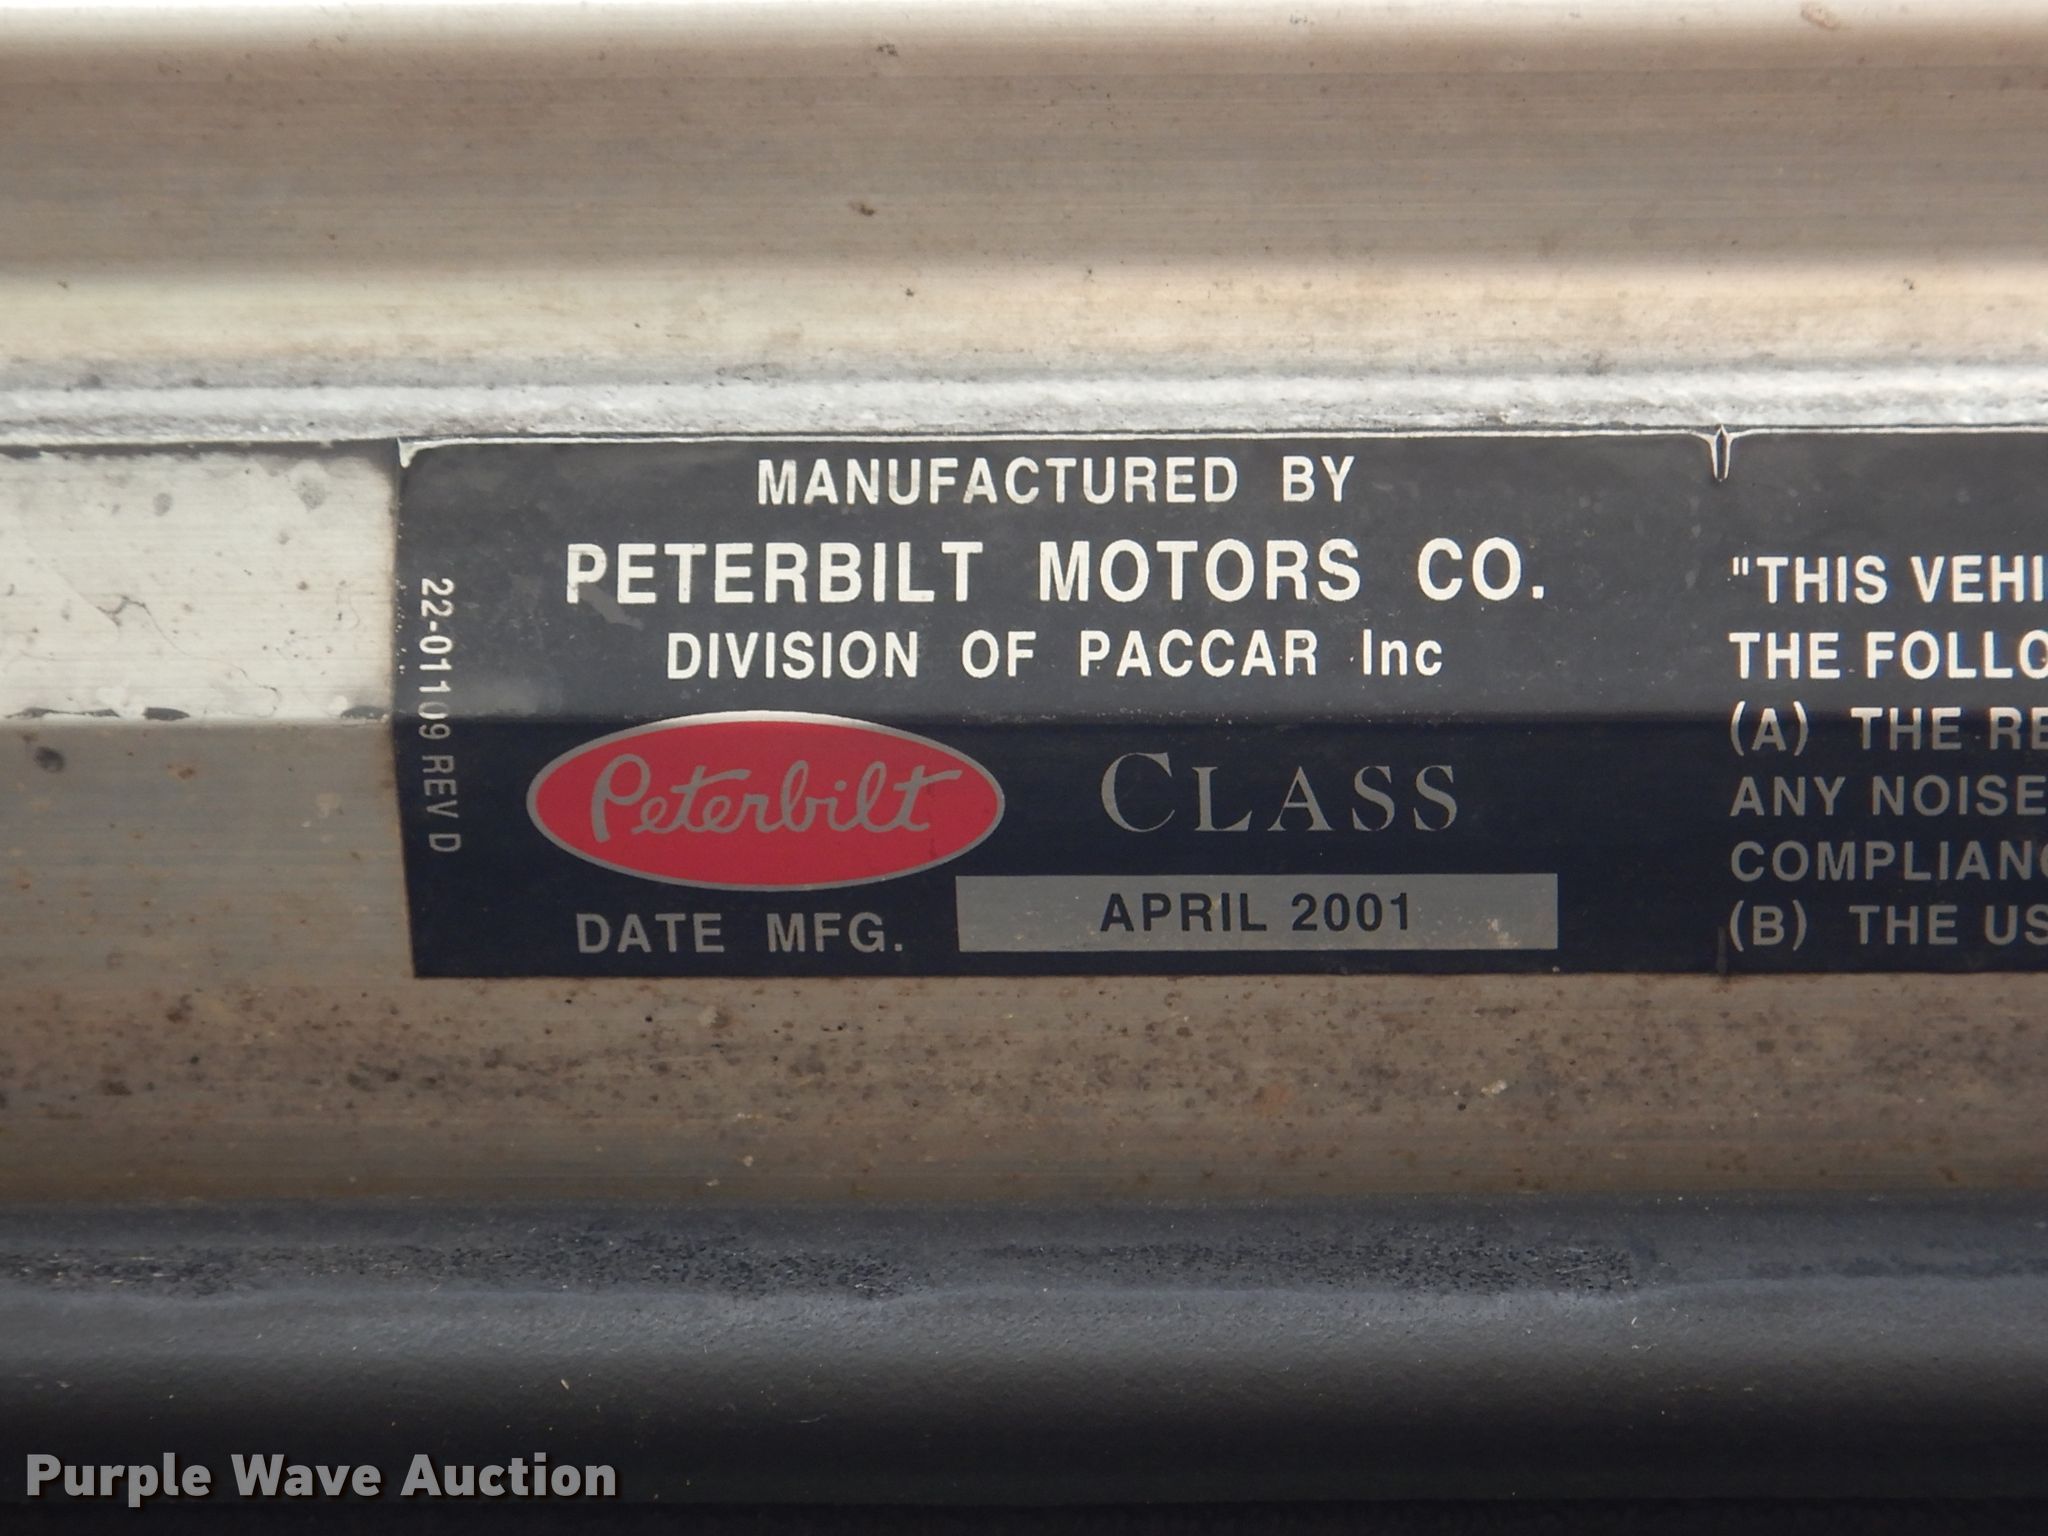 MANUFACTURED BY
PETERBILT MOTORS CO.
DIVISION OF PACCAR Inc
Peterbilt CLASS
DATE MFG. APRIL 2001
22-01109 REV D
"THIS VEHI
THE FOLLO
(A) THE RE
ANY NOISE
COMPLIANC
(B) THE US
Purple Wave Auction